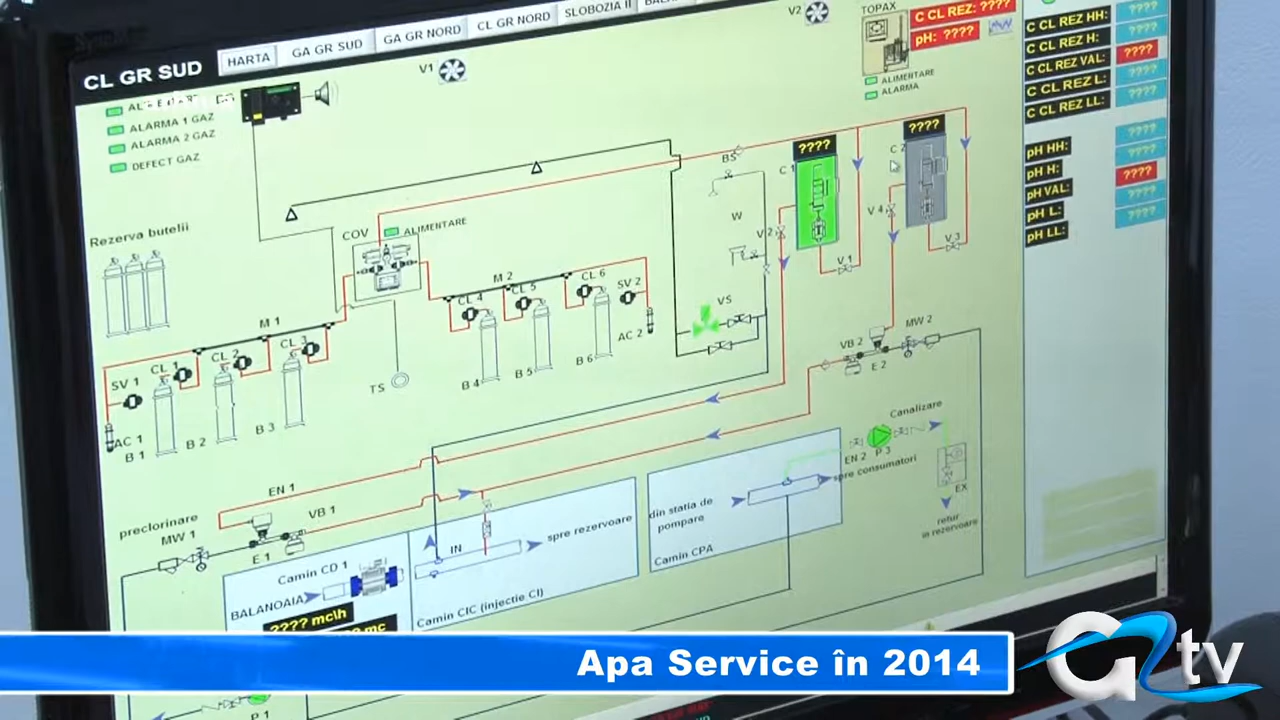 CL GR SUD
HARTA
GA GR SUD
GA GR NORD
CL GR NORD
SLOBOZIA II
V1
V2
TOPAX
C CL REZ: ????
pH: ????
ALIMENTARE
ALARMA
ALARMA 1 GAZ
ALARMA 2 GAZ
DEFECT GAZ
C CL REZ HH: ????
C CL REZ H: ????
C CL REZ VAL: ????
C CL REZ L: ????
C CL REZ LL: ????
pH HH: ????
pH H: ????
pH VAL: ????
pH L: ????
pH LL:
Rezerva butelii
COV
ALIMENTARE
BS
W
C 1
????
C 2
????
V 2
V 4
V 1
V 3
VS
M 1
M 2
CL 1
CL 2
CL 3
CL 4
CL 5
CL 6
SV 1
SV 2
AC 1
AC 2
B 1
B 2
B 3
B 4
B 5
B 6
TS
VB 2
E 2
MW 2
EN 1
EN 2
P 3
Canalizare
EX
retur
in rezervoare
preclorinare
MW 1
E 1
VB 1
Camin CD 1
BALANOAIA
???? mc/h
mc
IN
spre rezervoare
Camin CIC (injectie CI)
din statia de
pompare
spre consumatori
Camin CPA
P 1
Apa Service în 2014
G2 tv